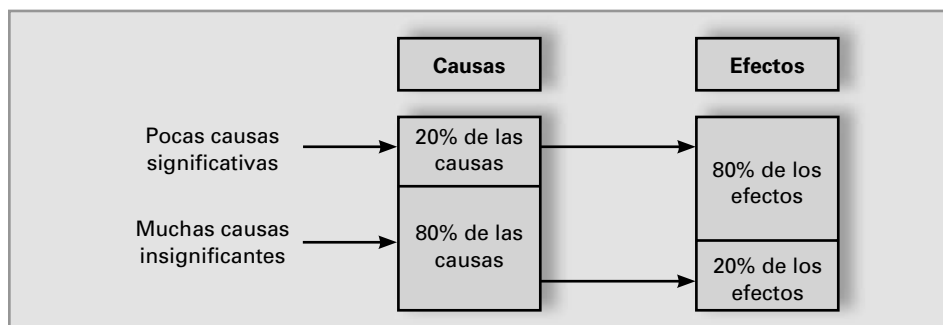 Causas
Efectos
Pocas causas
significativas
20% de las
causas
80% de los
efectos
Muchas causas
insignificantes
80% de las
causas
20% de los
efectos